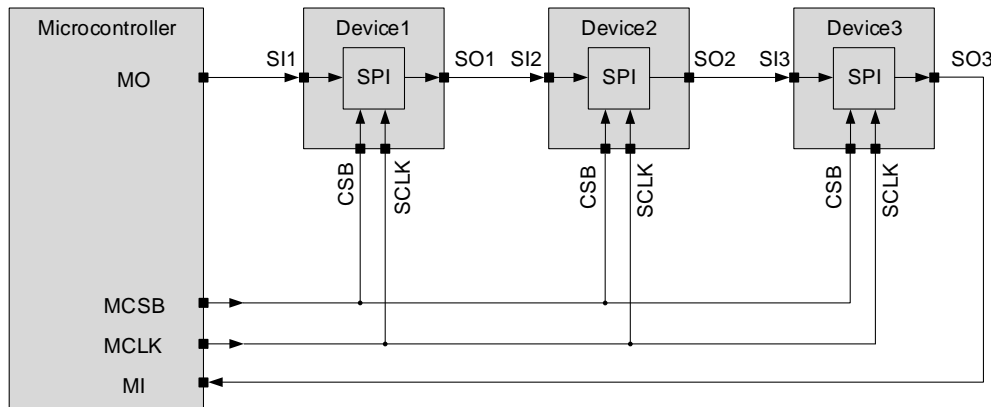 Microcontroller
Device1
Device2
Device3
MO
SI1
SPI
SO1
SI2
SPI
SO2
SI3
SPI
SO3
CSB
SCLK
CSB
SCLK
CSB
SCLK
MCSB
MCLK
MI